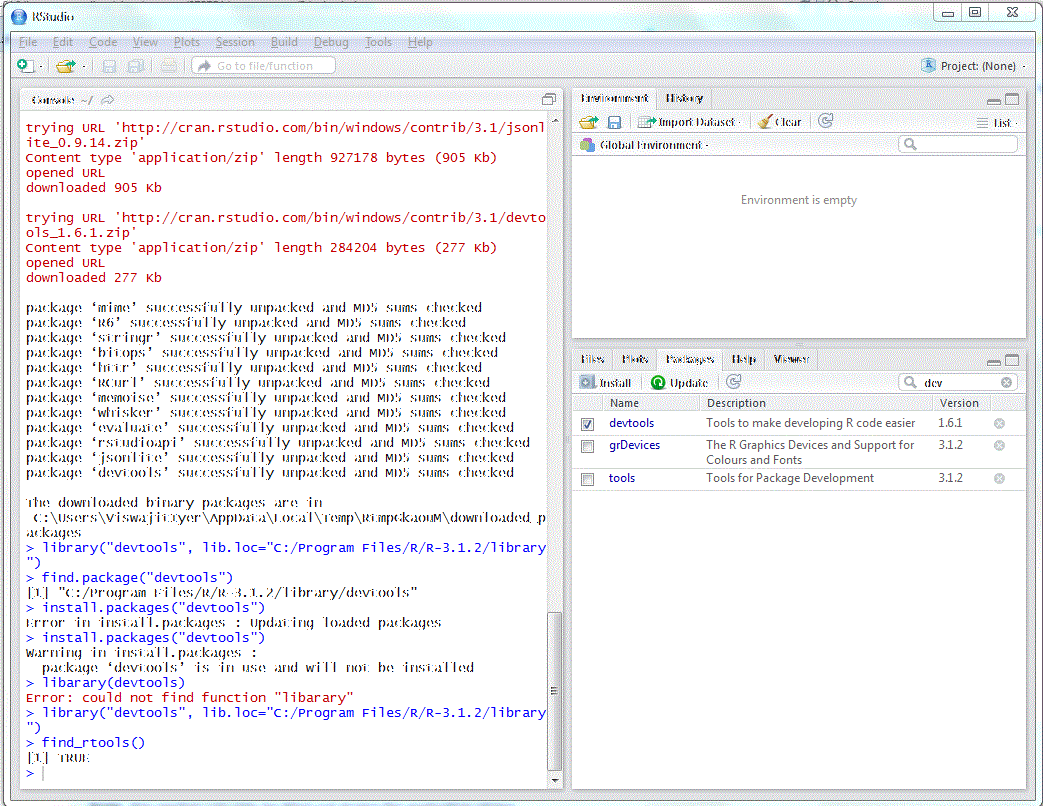 RStudio
File Edit Code View Plots Session Build Debug Tools Help
Go to file/function
Project: (None)
Console ~/
trying URL 'http://cran.rstudio.com/bin/windows/contrib/3.1/jsonl
ite_0.9.14.zip'
Content type 'application/zip' length 927178 bytes (905 Kb)
opened URL
downloaded 905 Kb
trying URL 'http://cran.rstudio.com/bin/windows/contrib/3.1/devto
ols_1.6.1.zip'
Content type 'application/zip' length 284204 bytes (277 Kb)
opened URL
downloaded 277 Kb
package ‘mime’ successfully unpacked and MD5 sums checked
package ‘R6’ successfully unpacked and MD5 sums checked
package ‘stringr’ successfully unpacked and MD5 sums checked
package ‘bitops’ successfully unpacked and MD5 sums checked
package ‘httr’ successfully unpacked and MD5 sums checked
package ‘RCurl’ successfully unpacked and MD5 sums checked
package ‘memoise’ successfully unpacked and MD5 sums checked
package ‘whisker’ successfully unpacked and MD5 sums checked
package ‘evaluate’ successfully unpacked and MD5 sums checked
package ‘rstudioapi’ successfully unpacked and MD5 sums checked
package ‘jsonlite’ successfully unpacked and MD5 sums checked
package ‘devtools’ successfully unpacked and MD5 sums checked
The downloaded binary packages are in
ackages
> library("devtools", lib.loc="C:/Program Files/R/R-3.1.2/library
")
> find.package("devtools")
[1] "C:/Program Files/R/R-3.1.2/library/devtools"
> install.packages("devtools")
Error in install.packages : Updating loaded packages
> install.packages("devtools")
Warning in install.packages :
package ‘devtools’ is in use and will not be installed
> libarary(devtools)
Error: could not find function "libarary"
> library("devtools", lib.loc="C:/Program Files/R/R-3.1.2/library
")
> find_rtools()
[1] TRUE
>
Environment History
Import Dataset Clear List
Global Environment
Environment is empty
Files Plots Packages Help Viewer
Install Update dev
Name Description Version
devtools Tools to make developing R code easier 1.6.1
grDevices The R Graphics Devices and Support for 3.1.2
Colours and Fonts
tools Tools for Package Development 3.1.2